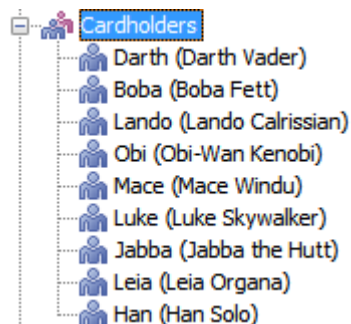 Cardholders
Darth (Darth Vader)
Boba (Boba Fett)
Lando (Lando Calrissian)
Obi (Obi-Wan Kenobi)
Mace (Mace Windu)
Luke (Luke Skywalker)
Jabba (Jabba the Hutt)
Leia (Leia Organa)
Han (Han Solo)